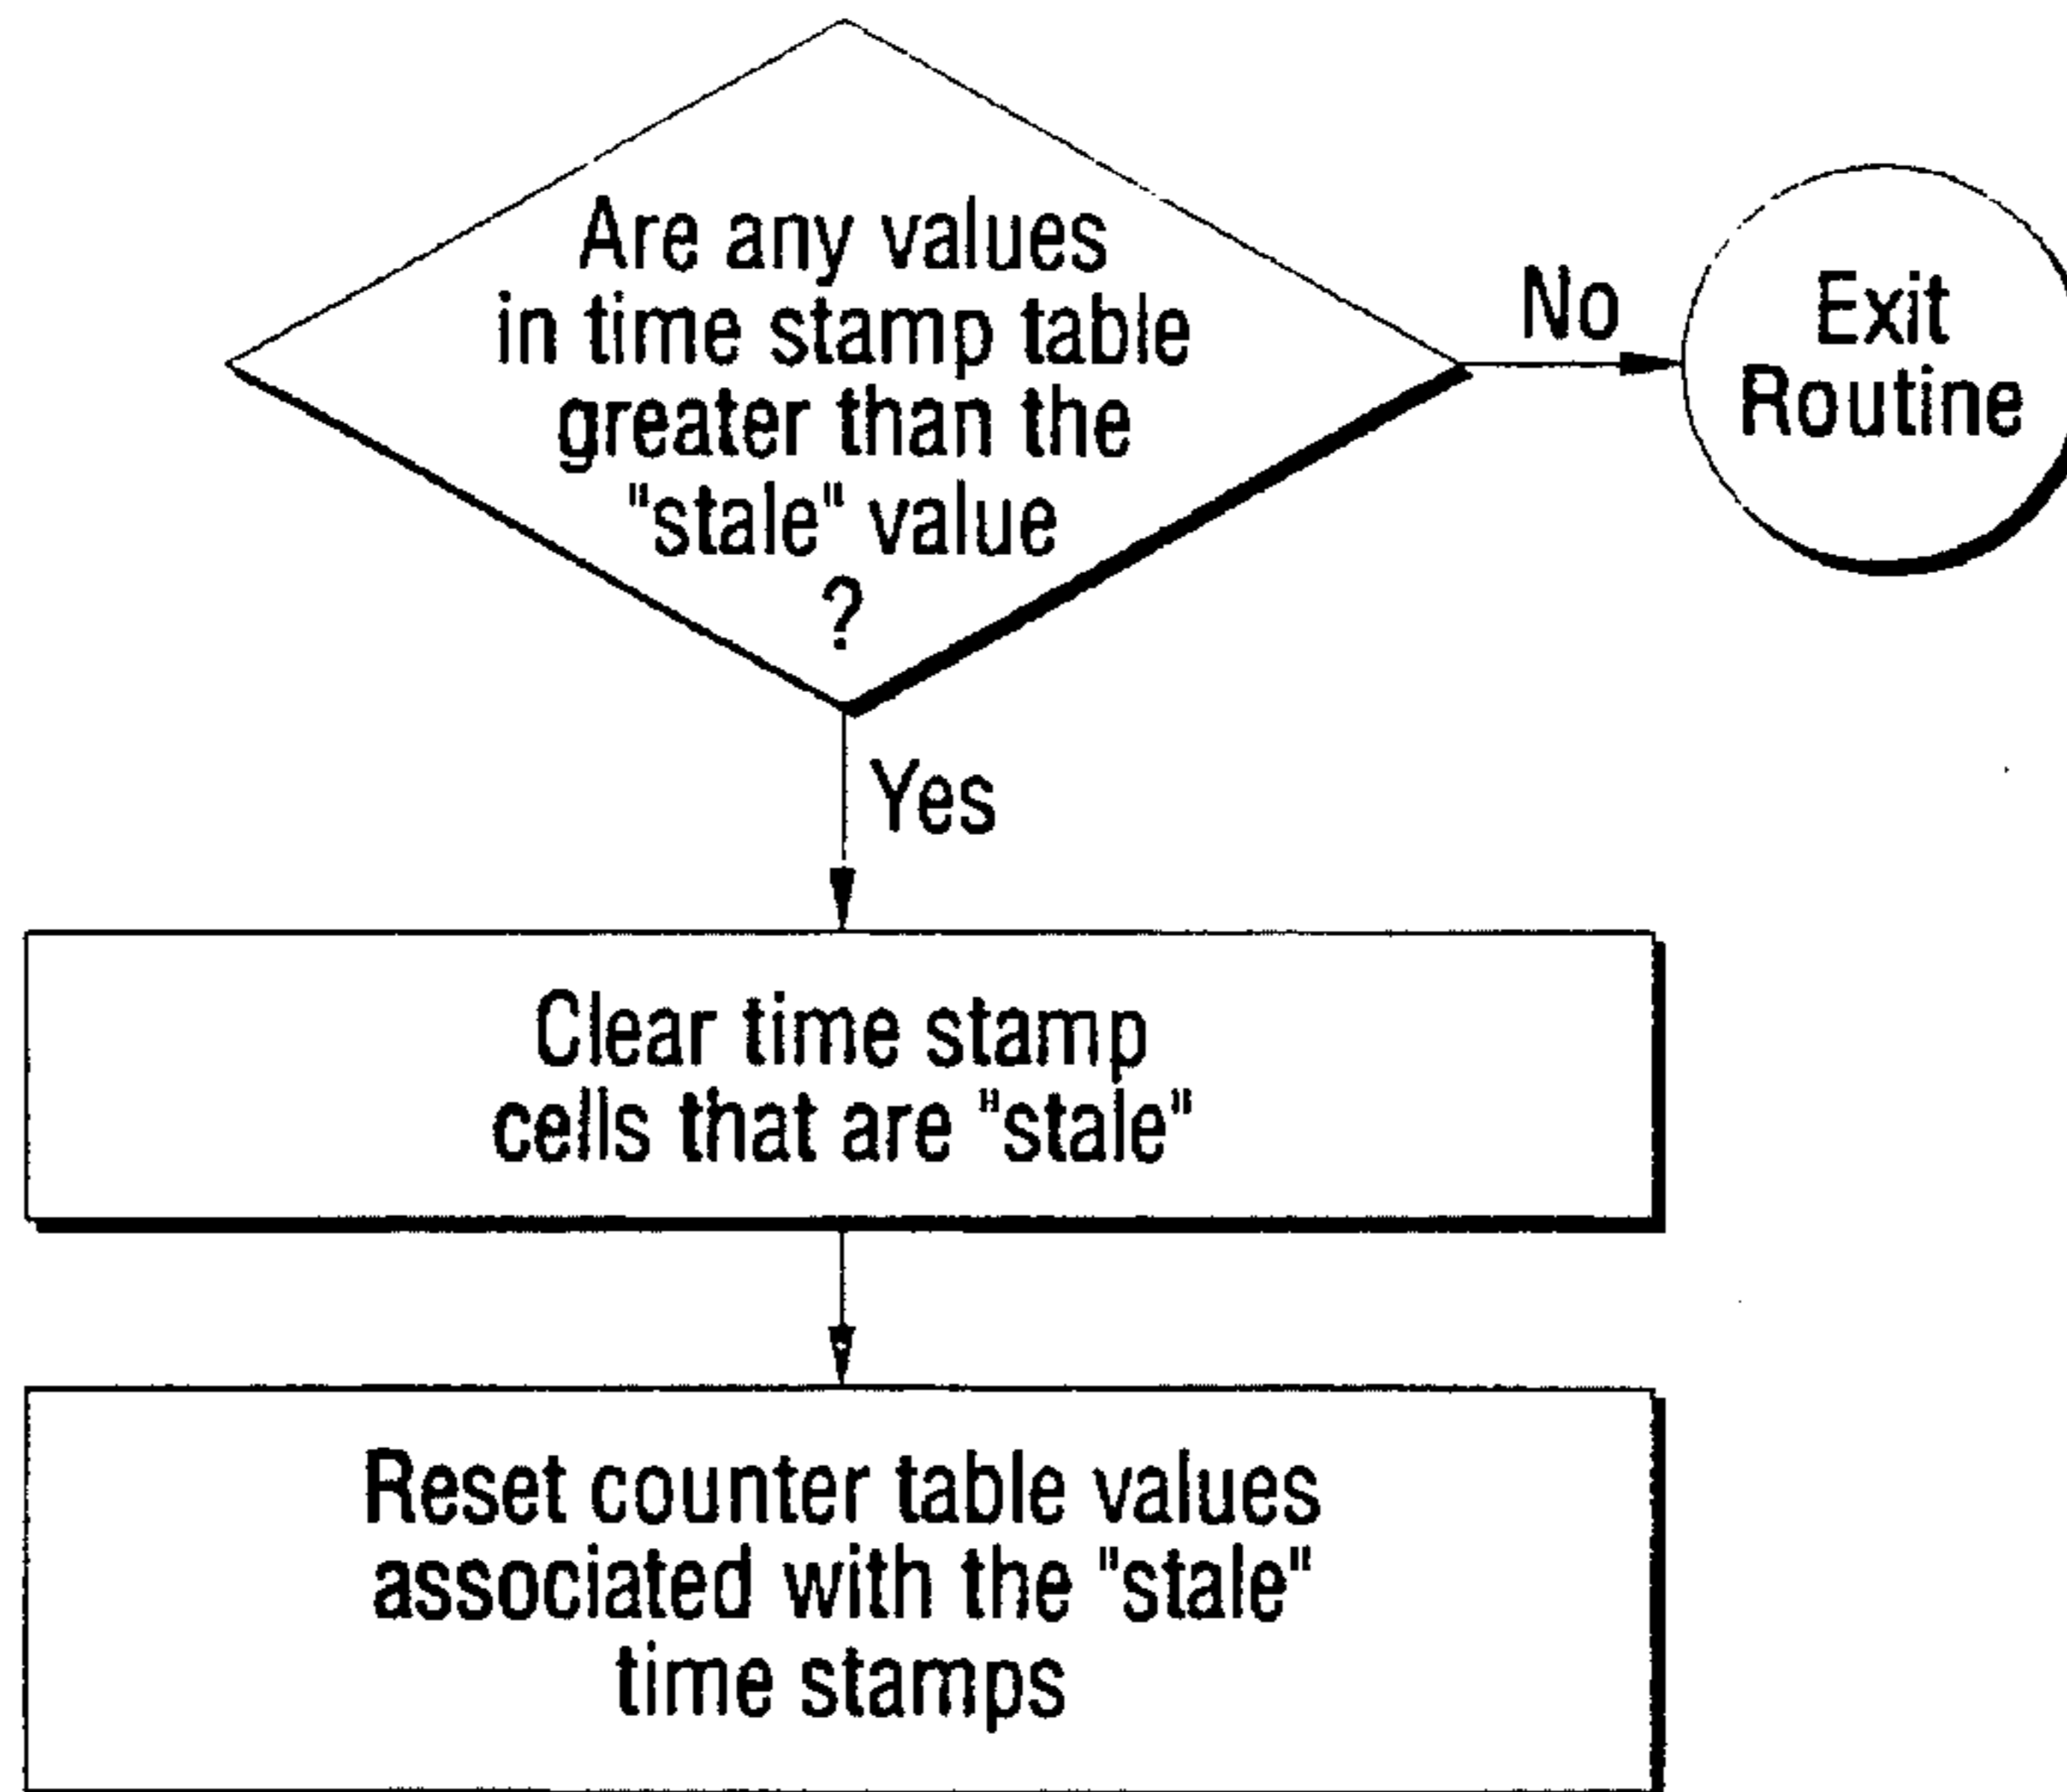 Are any values
in time stamp table
greater than the
"stale" value
?
No
Exit
Routine
Yes
Clear time stamp
cells that are "stale"
Reset counter table values
associated with the "stale"
time stamps